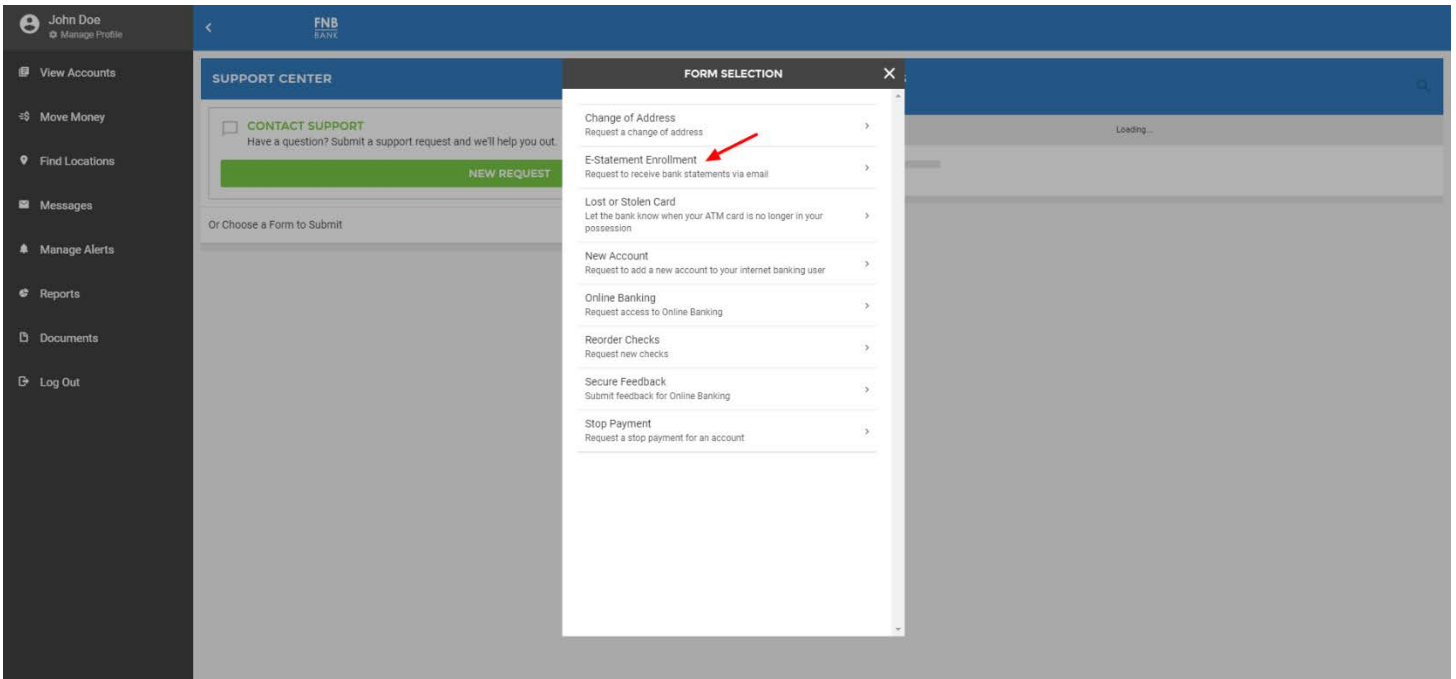 John Doe
Manage Profile
View Accounts
Move Money
Find Locations
Messages
Manage Alerts
Reports
Documents
Log Out
FNB
BANK
SUPPORT CENTER
CONTACT SUPPORT
Have a question? Submit a support request and we'll help you out.
NEW REQUEST
Or Choose a Form to Submit
FORM SELECTION
Change of Address
Request a change of address
E-Statement Enrollment
Request to receive bank statements via email
Lost or Stolen Card
Let the bank know when your ATM card is no longer in your
possession
New Account
Request to add a new account to your internet banking user
Online Banking
Request access to Online Banking
Reorder Checks
Request new checks
Secure Feedback
Submit feedback for Online Banking
Stop Payment
Request a stop payment for an account
Loading...